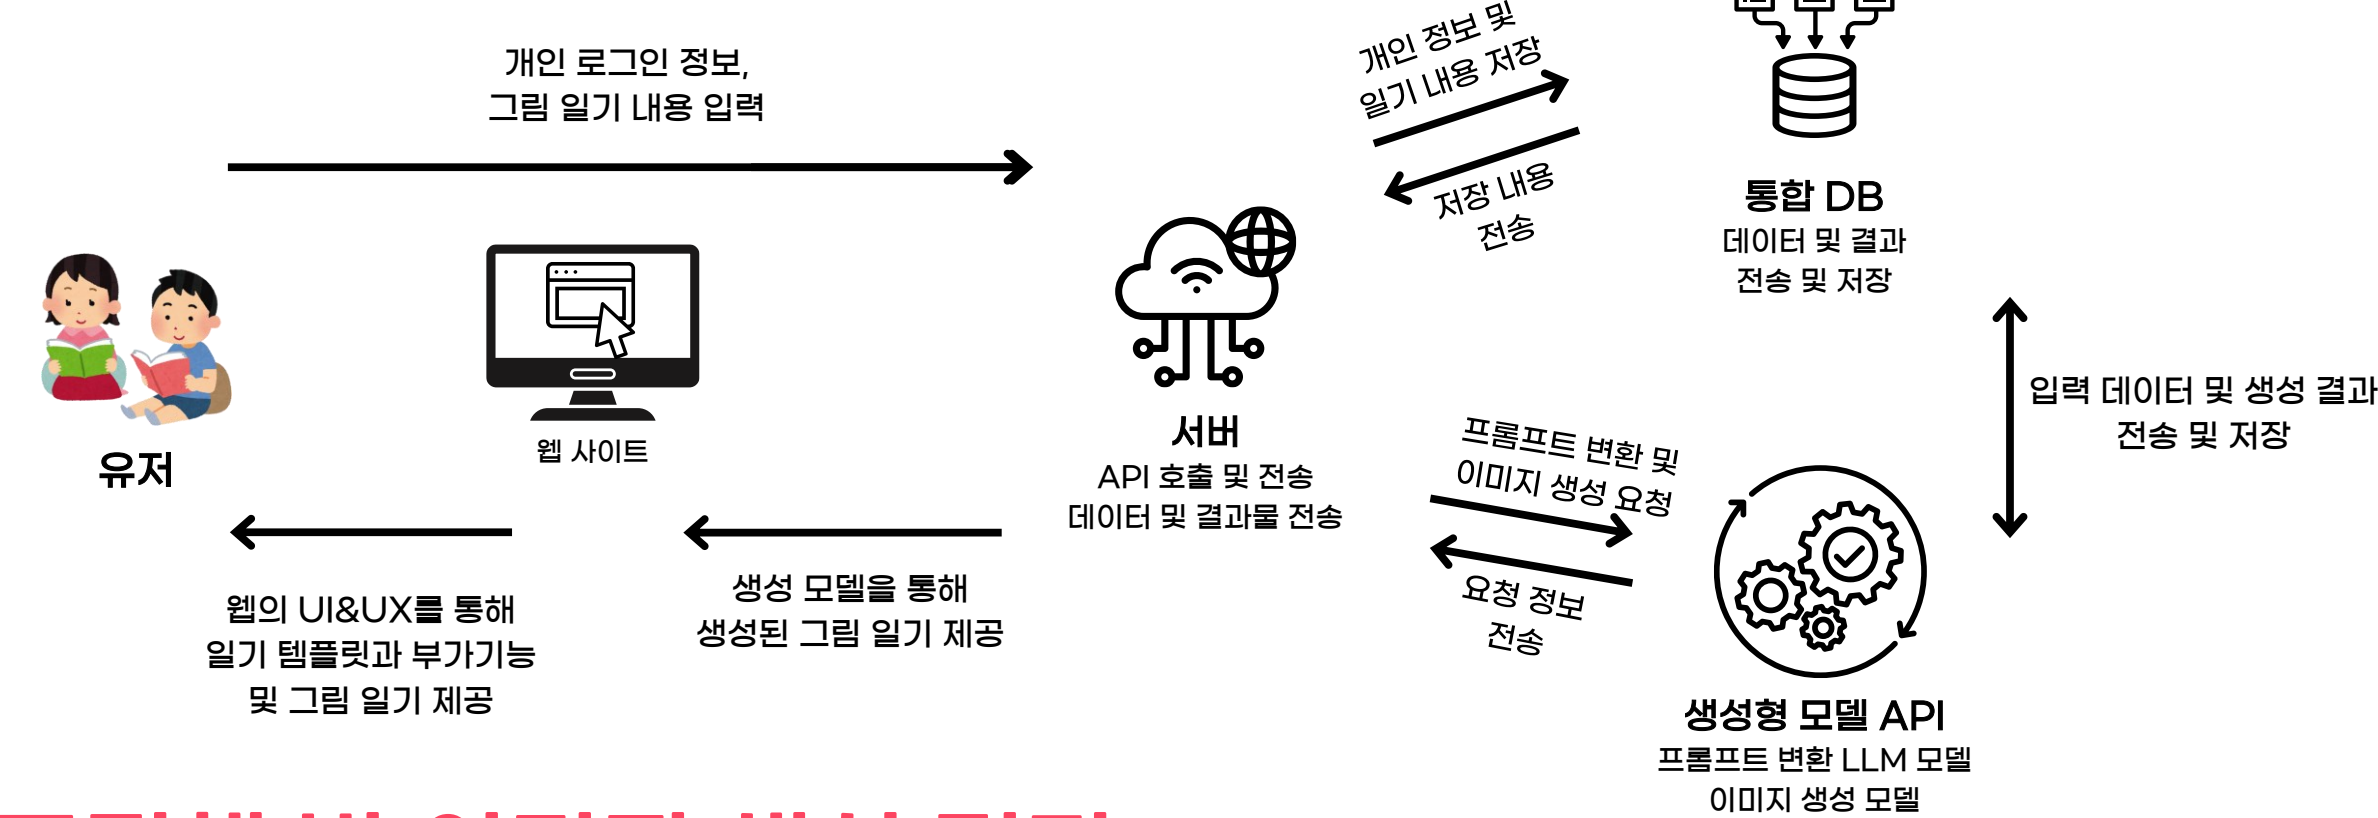 개인 로그인 정보,
그림 일기 내용 입력
개인 정보 및
일기 내용 저장
저장 내용
전송
통합 DB
데이터 및 결과
전송 및 저장
입력 데이터 및 생성 결과
전송 및 저장
유저
웹 사이트
서버
API 호출 및 전송
데이터 및 결과물 전송
프롬프트 변환 및
이미지 생성 요청
요청 정보
전송
웹의 UI&UX를 통해
일기 템플릿과 부가기능
및 그림 일기 제공
생성 모델을 통해
생성된 그림 일기 제공
생성형 모델 API
프롬프트 변환 LLM 모델
이미지 생성 모델